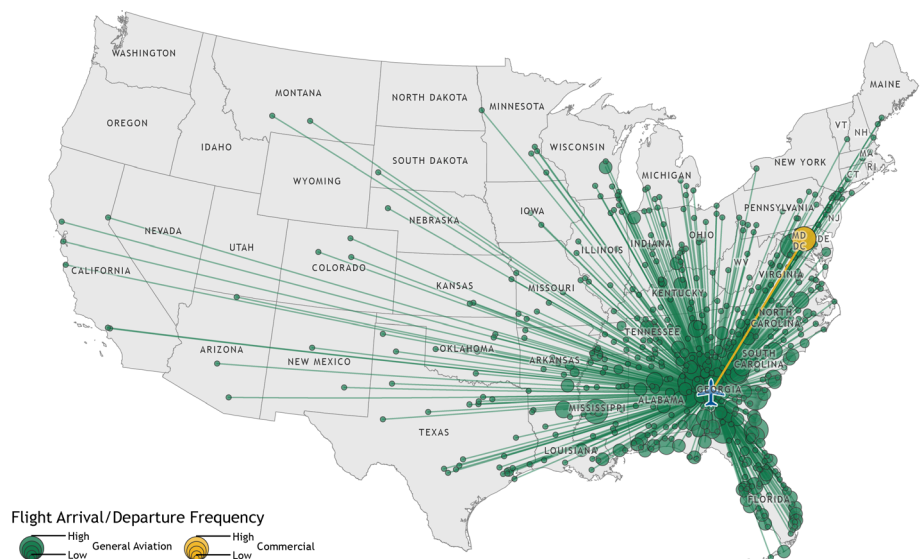 WASHINGTON
MAINE
MONTANA
NORTH DAKOTA
MINNESOTA
OREGON
VT
NH
IDAHO
WISCONSIN
MA
SOUTH DAKOTA
NEW YORK
RI
MICHIGAN
CT
WYOMING
PENNSYLVANIA
IOWA
NEBRASKA
NJ
NEVADA
OHIO
MD
DE
UTAH
ILLINOIS
INDIANA
DC
COLORADO
WV
CALIFORNIA
VIRGINIA
KANSAS
MISSOURI
KENTUCKY
NORTH
CAROLINA
TENNESSEE
ARIZONA
OKLAHOMA
SOUTH
CAROLINA
NEW MEXICO
ARKANSAS
GEORGIA
ALABAMA
MISSISSIPPI
TEXAS
LOUISIANA
FLORIDA
Flight Arrival/Departure Frequency
High
General Aviation
Low
High
Commercial
Low